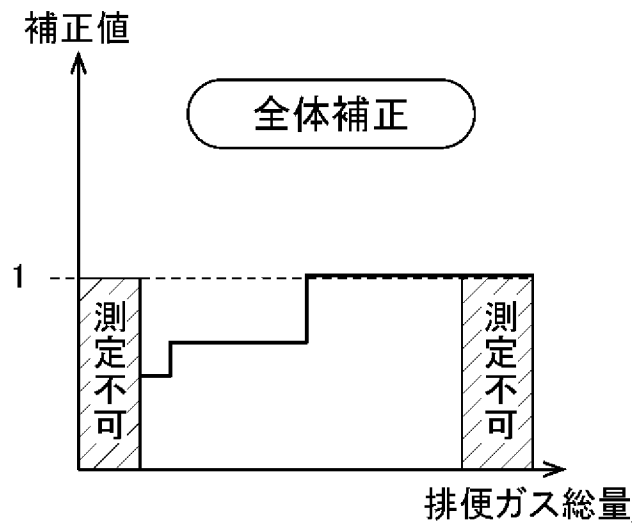 補正値
全体補正
1
測定不可
測定不可
排便ガス総量